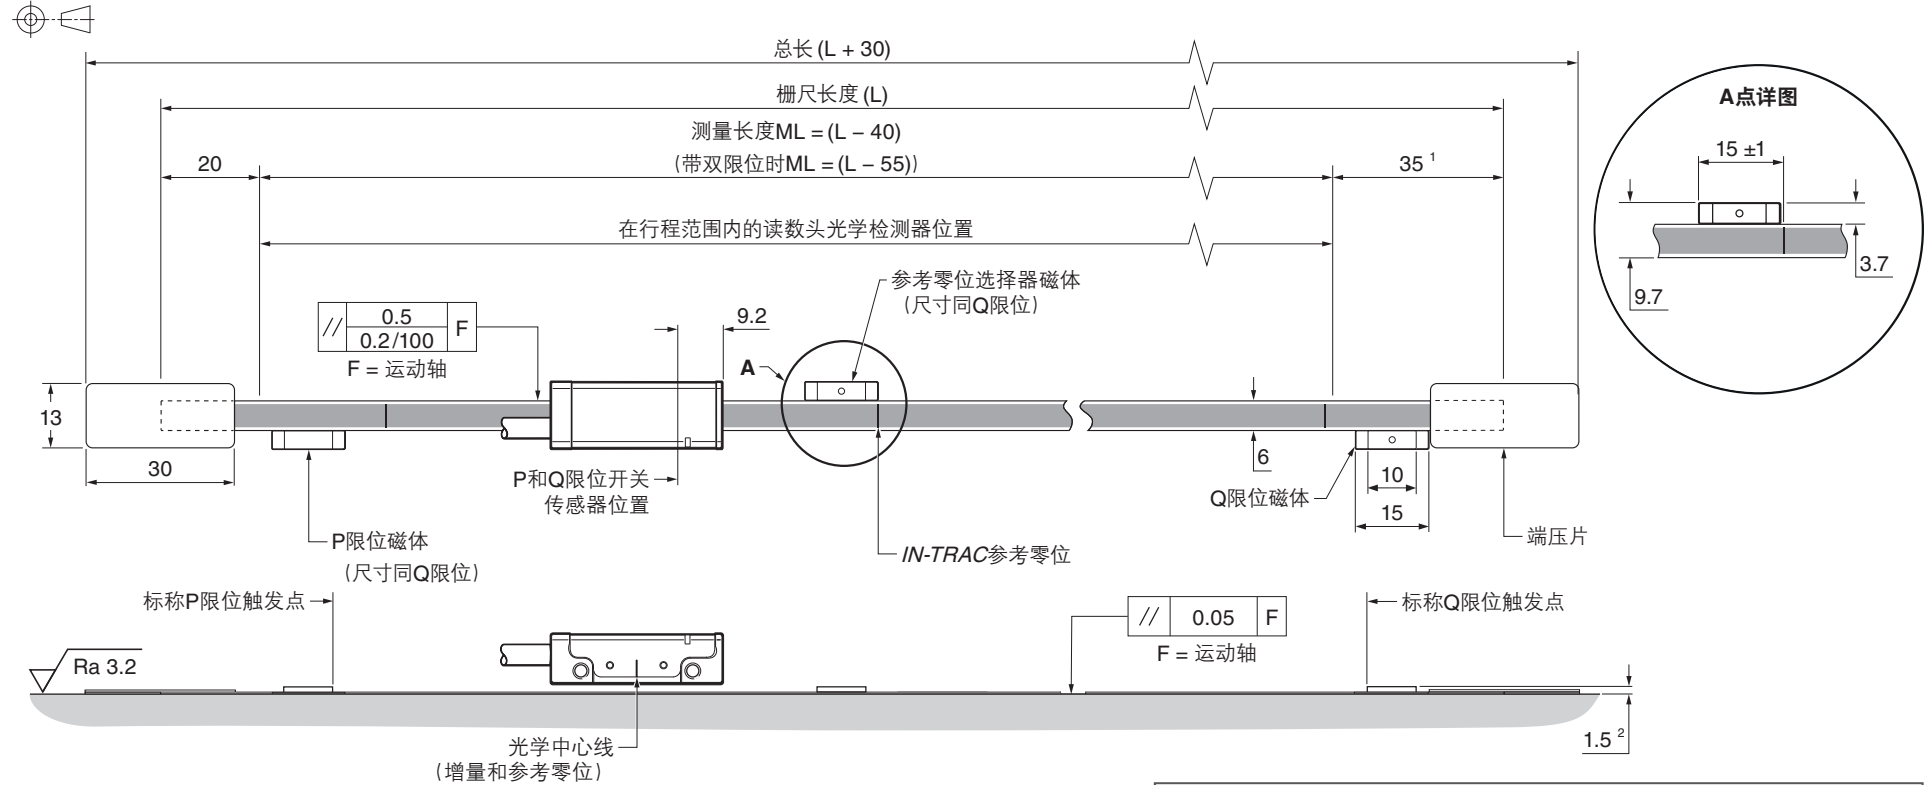 总长 (L + 30)
栅尺长度 (L)
测量长度ML = (L – 40)
(带双限位时ML = (L – 55))
20
35 1
在行程范围内的读数头光学检测器位置
A点详图
15 ±1
3.7
9.7
参考零位选择器磁体
(尺寸同Q限位)
// 0.5 F
0.2/100
F = 运动轴
9.2
A
13
30
6
10
15
P和Q限位开关
传感器位置
Q限位磁体
P限位磁体
(尺寸同Q限位)
IN-TRAC参考零位
端压片
标称P限位触发点
标称Q限位触发点
// 0.05 F
F = 运动轴
Ra 3.2
1.5 2
光学中心线
(增量和参考零位)